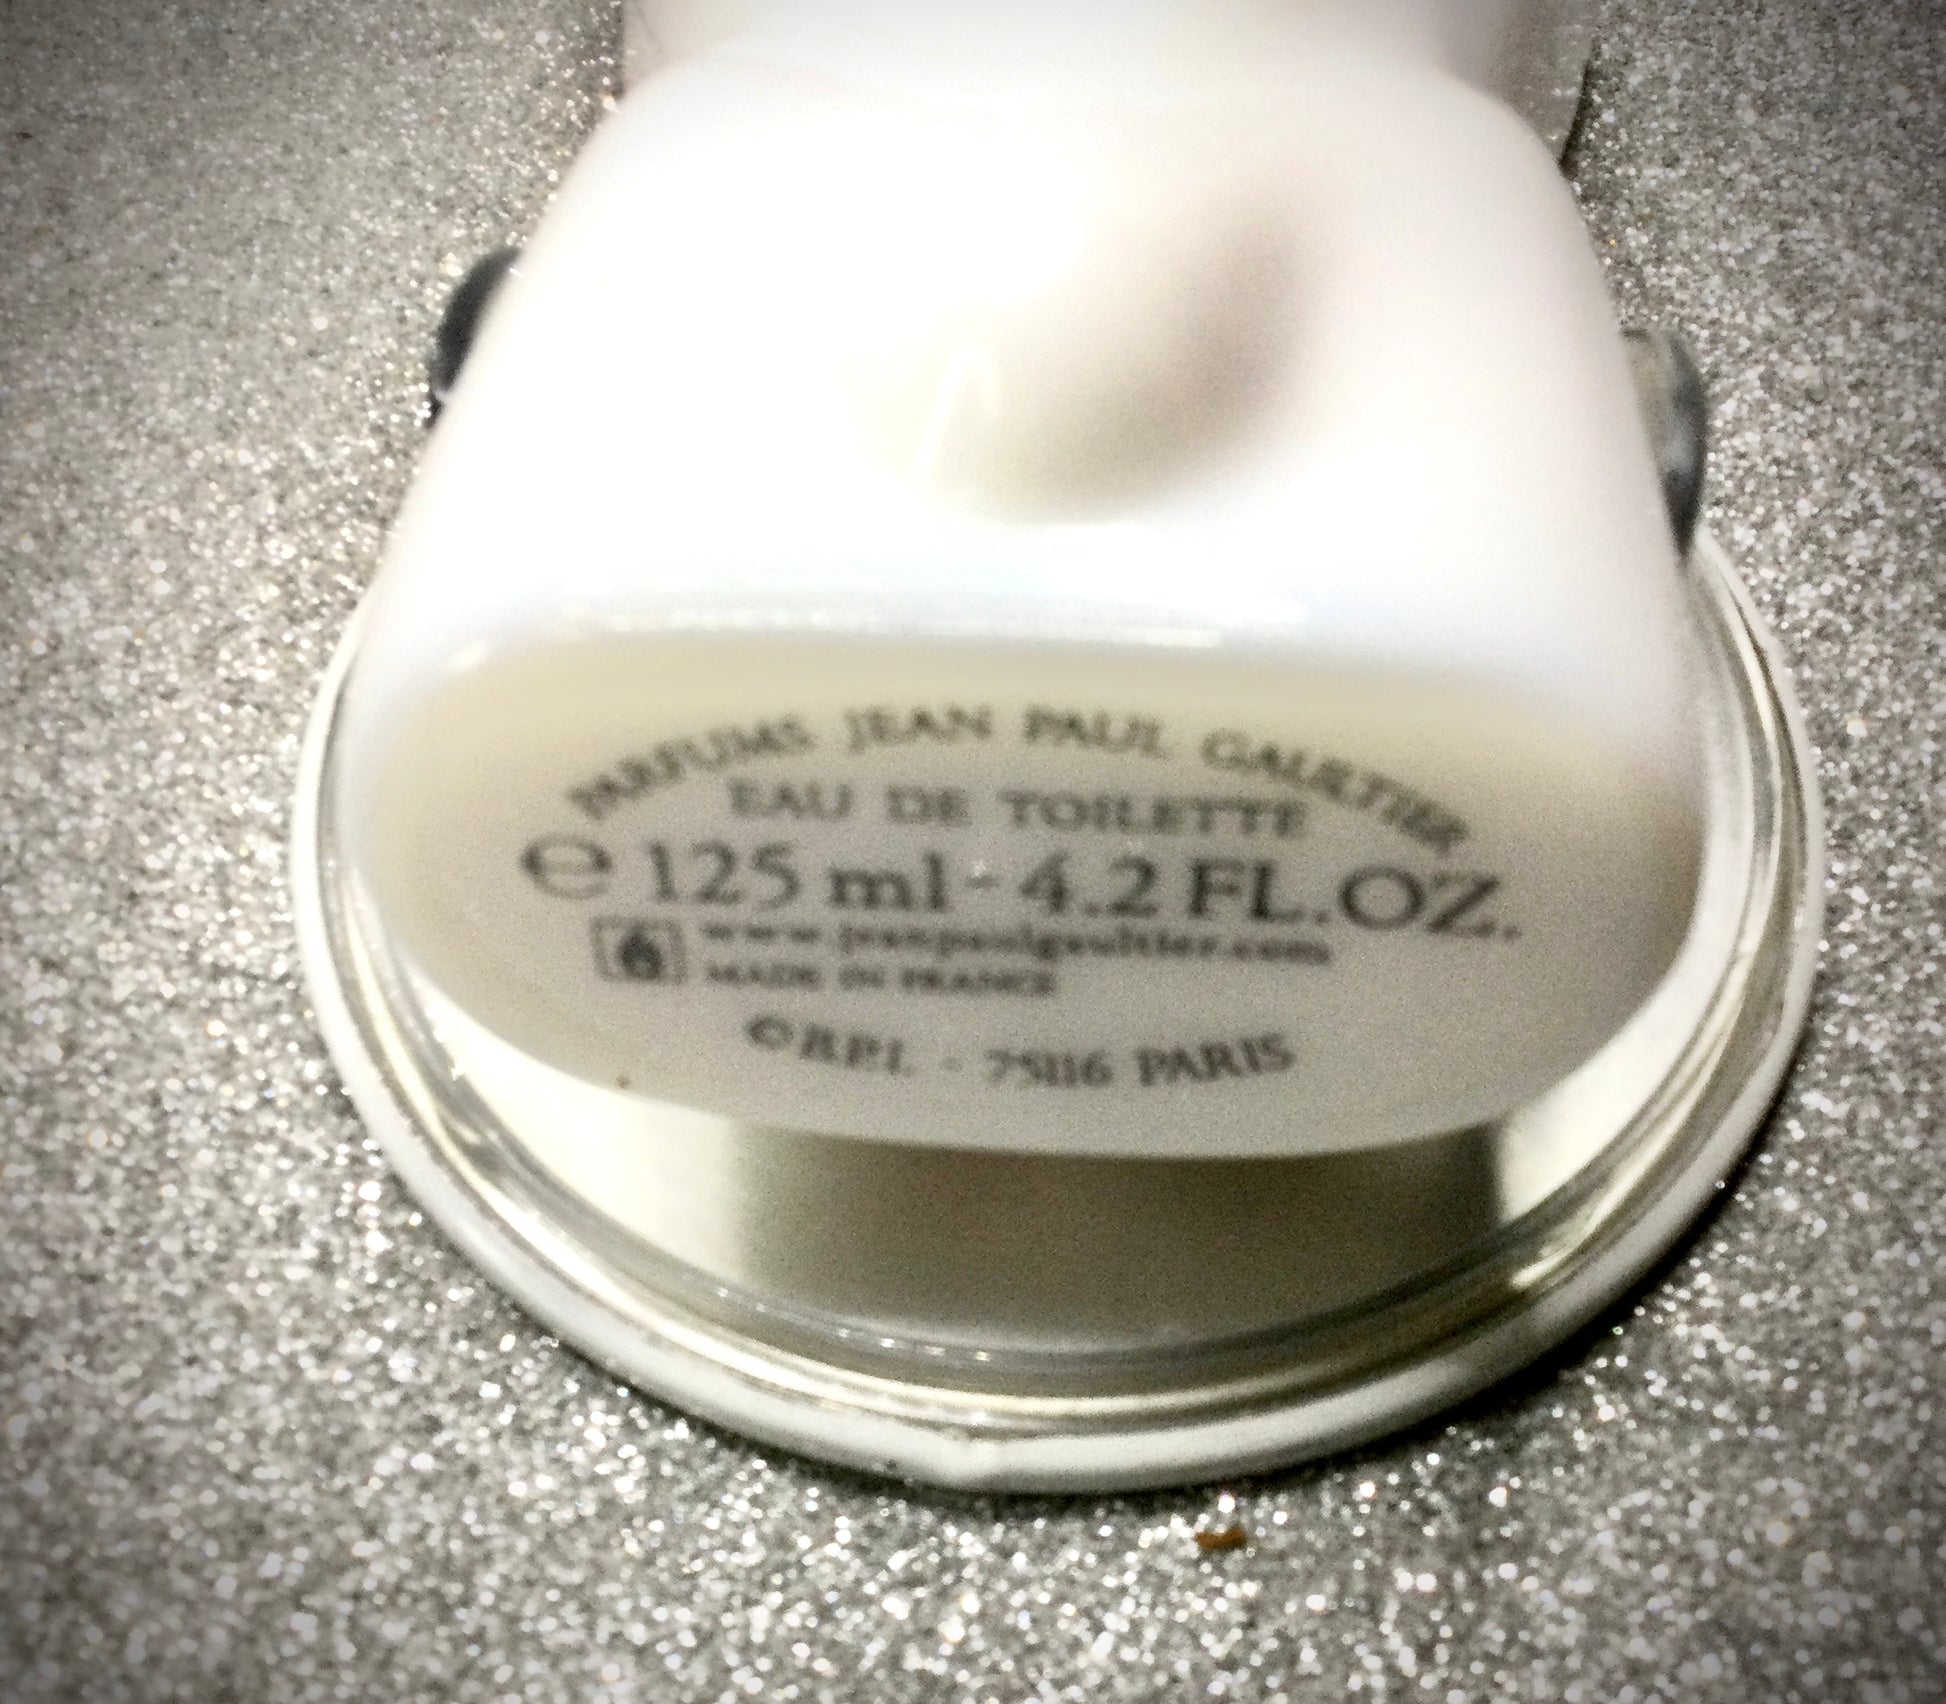 PARFUMS JEAN PAUL GAULTIER
EAU DE TOILETTE
℮ 125 ml - 4.2 FL.OZ.
www.jeanpaulgaultier.com
MADE IN FRANCE
© B.P.I. - 75116 PARIS